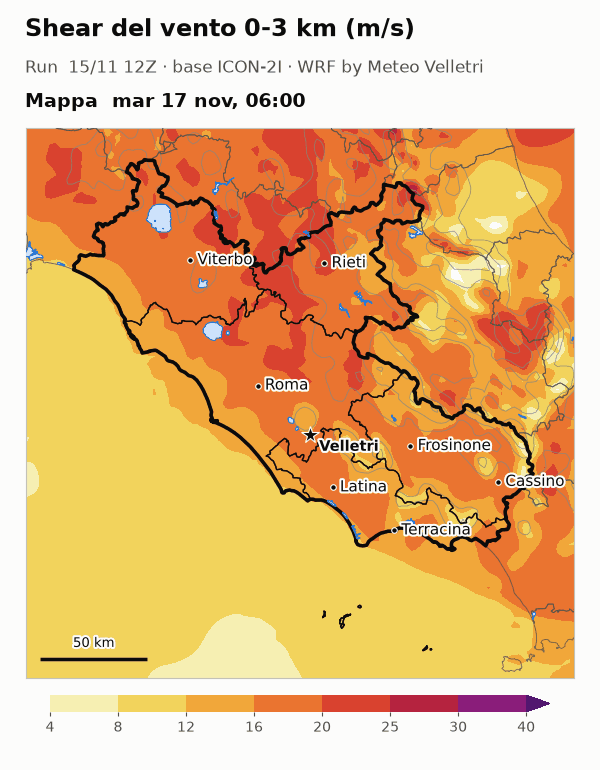 Shear del vento 0-3 km (m/s)
Run  15/11 12Z · base ICON-2I · WRF by Meteo Velletri
Mappa  mar 17 nov, 06:00
Viterbo
Rieti
Roma
Velletri
Frosinone
Cassino
Latina
Terracina
50 km
4 8 12 16 20 25 30 40